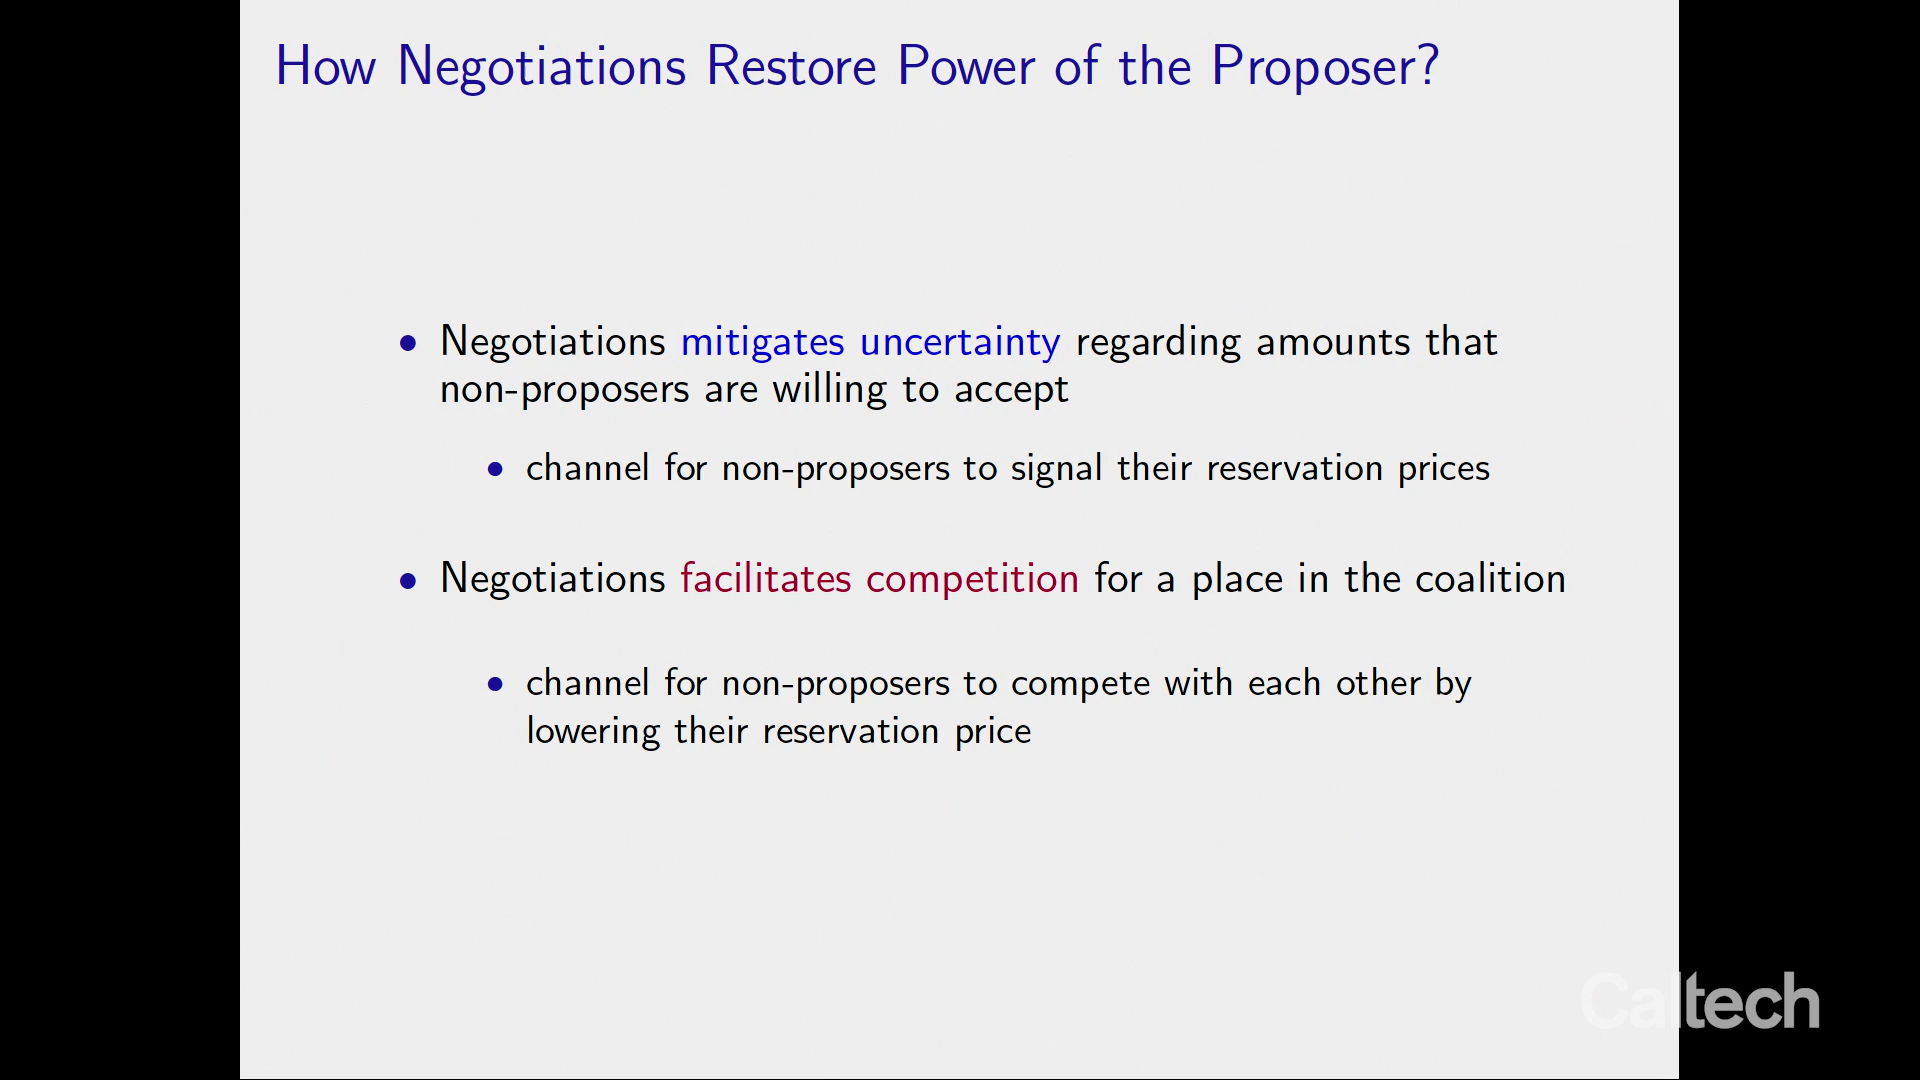 How Negotiations Restore Power of the Proposer?
• Negotiations mitigates uncertainty regarding amounts that
non-proposers are willing to accept
• channel for non-proposers to signal their reservation prices
• Negotiations facilitates competition for a place in the coalition
• channel for non-proposers to compete with each other by
lowering their reservation price
Caltech